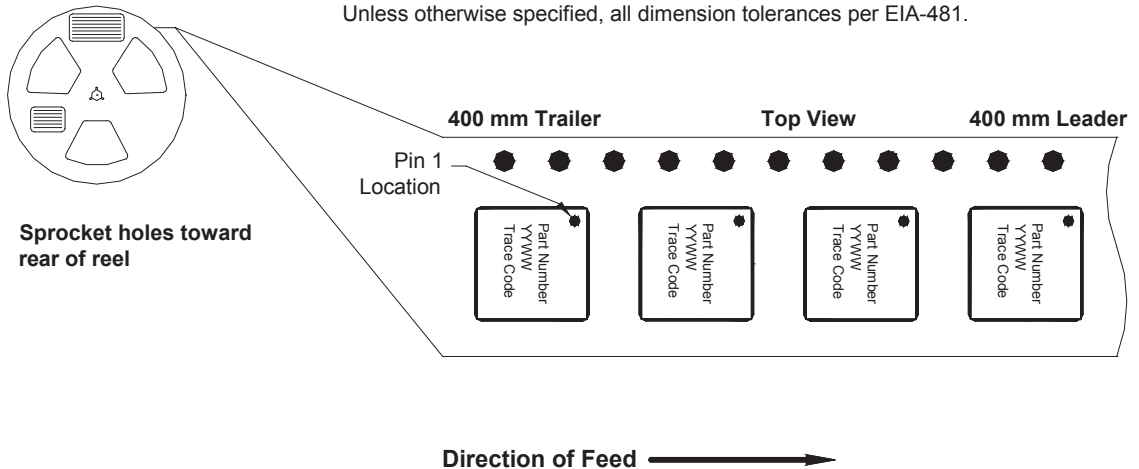 Unless otherwise specified, all dimension tolerances per EIA-481.
400 mm Trailer
Top View
400 mm Leader
Pin 1
Location
Sprocket holes toward
rear of reel
Part Number
YYWW
Trace Code
Part Number
YYWW
Trace Code
Part Number
YYWW
Trace Code
Part Number
YYWW
Trace Code
Direction of Feed